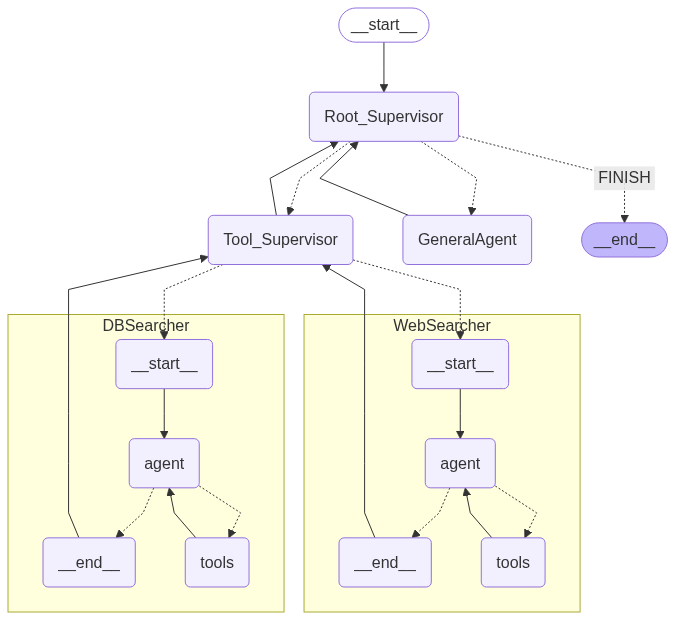 __start__
Root_Supervisor
FINISH
Tool_Supervisor
GeneralAgent
__end__
DBSearcher
WebSearcher
__start__
__start__
agent
agent
__end__
tools
__end__
tools